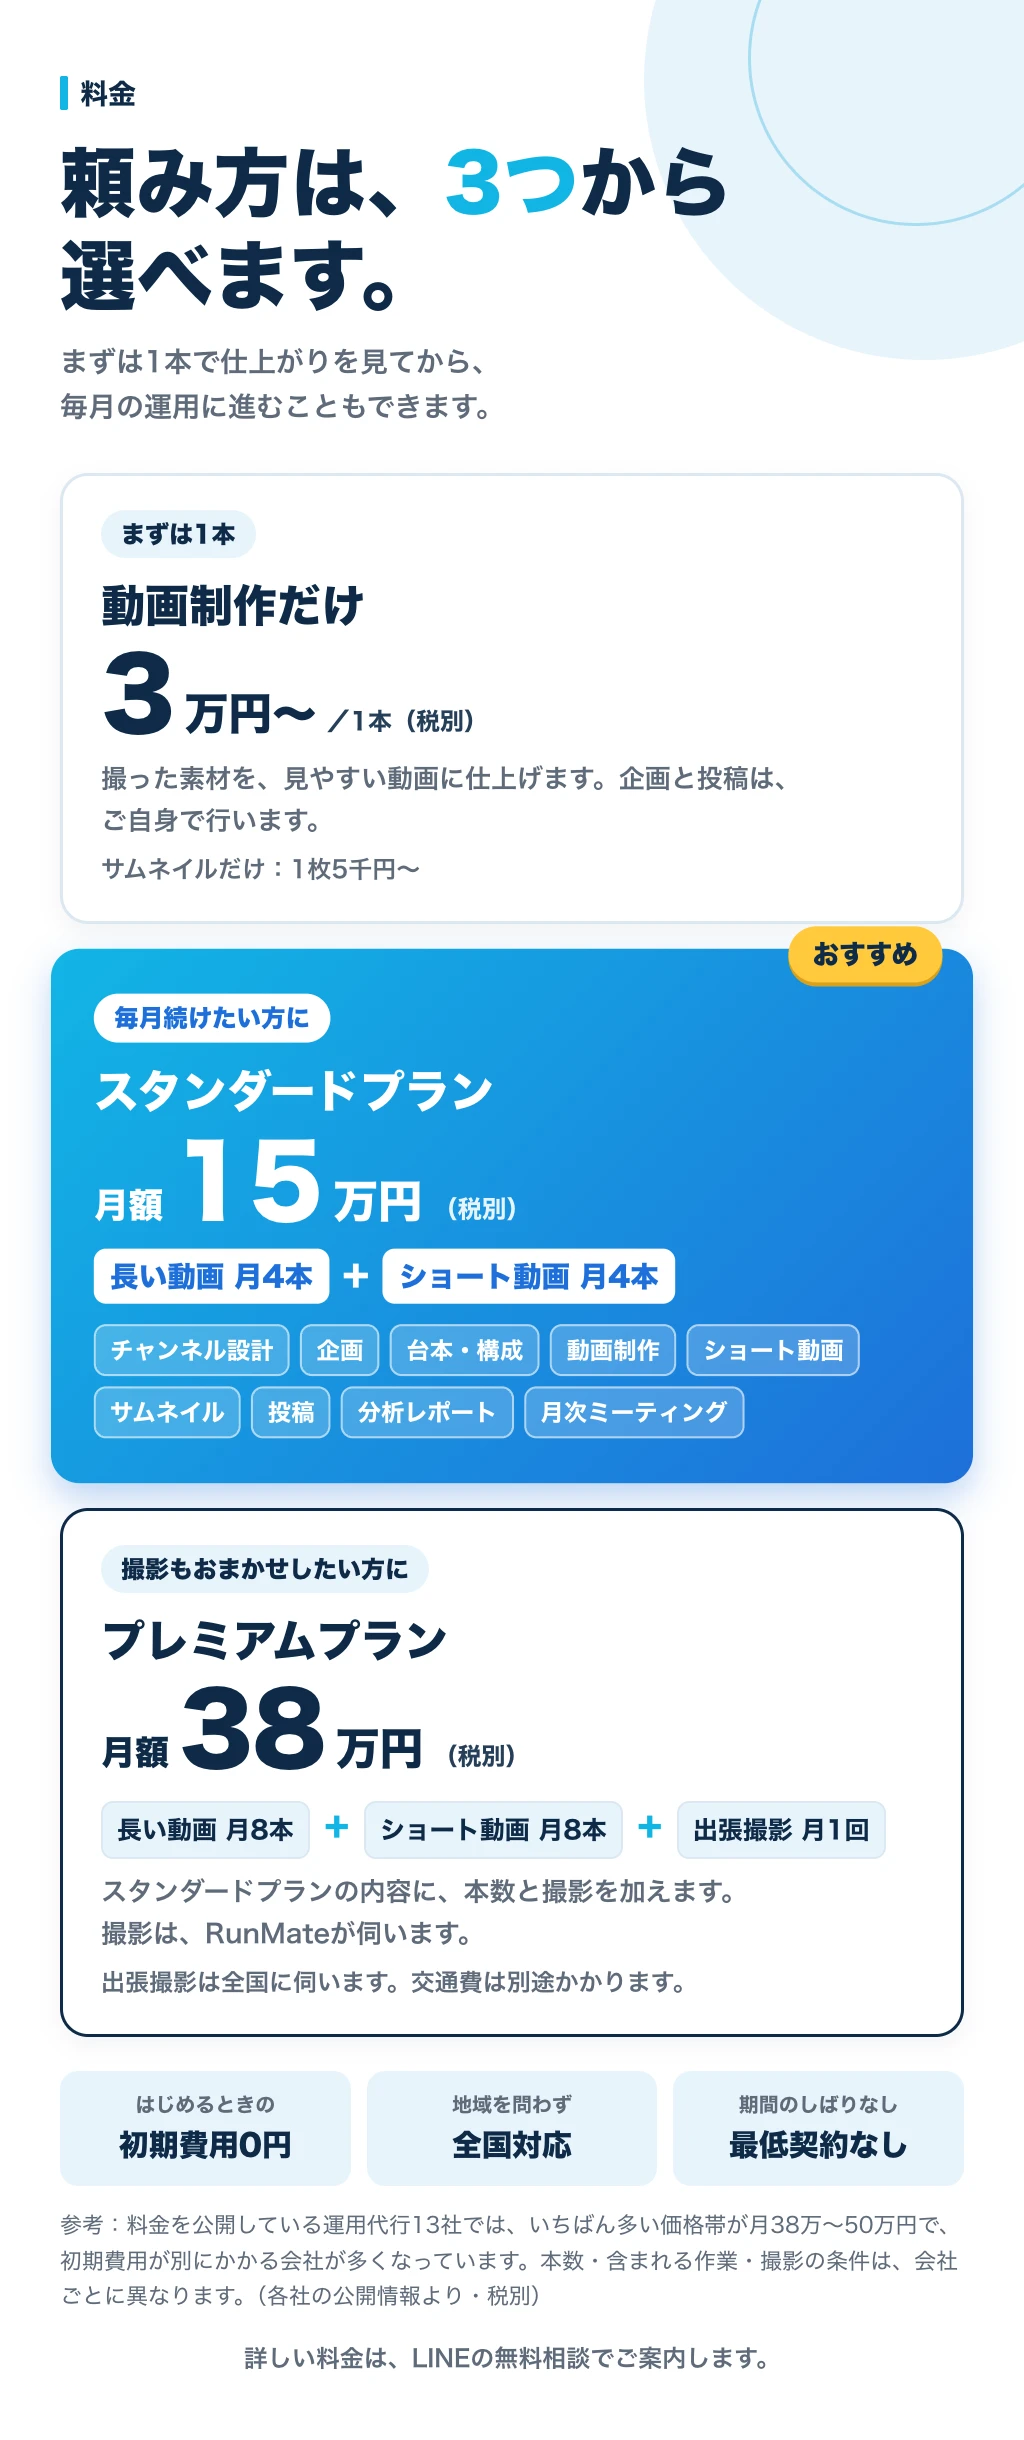 料金
頼み方は、3つから
選べます。
まずは1本で仕上がりを見てから、
毎月の運用に進むこともできます。
まずは1本
動画制作だけ
3万円〜／1本（税別）
撮った素材を、見やすい動画に仕上げます。企画と投稿は、
ご自身で行います。
サムネイルだけ：1枚5千円〜
おすすめ
毎月続けたい方に
スタンダードプラン
月額 15万円（税別）
長い動画 月4本 + ショート動画 月4本
チャンネル設計 企画 台本・構成 動画制作 ショート動画
サムネイル 投稿 分析レポート 月次ミーティング
撮影もおまかせしたい方に
プレミアムプラン
月額 38万円（税別）
長い動画 月8本 + ショート動画 月8本 + 出張撮影 月1回
スタンダードプランの内容に、本数と撮影を加えます。
撮影は、RunMateが伺います。
出張撮影は全国に伺います。交通費は別途かかります。
はじめるときの 地域を問わず 期間のしばりなし
初期費用0円 全国対応 最低契約なし
参考：料金を公開している運用代行13社では、いちばん多い価格帯が月38万〜50万円で、
初期費用が別にかかる会社が多くなっています。本数・含まれる作業・撮影の条件は、会社
ごとに異なります。（各社の公開情報より・税別）
詳しい料金は、LINEの無料相談でご案内します。